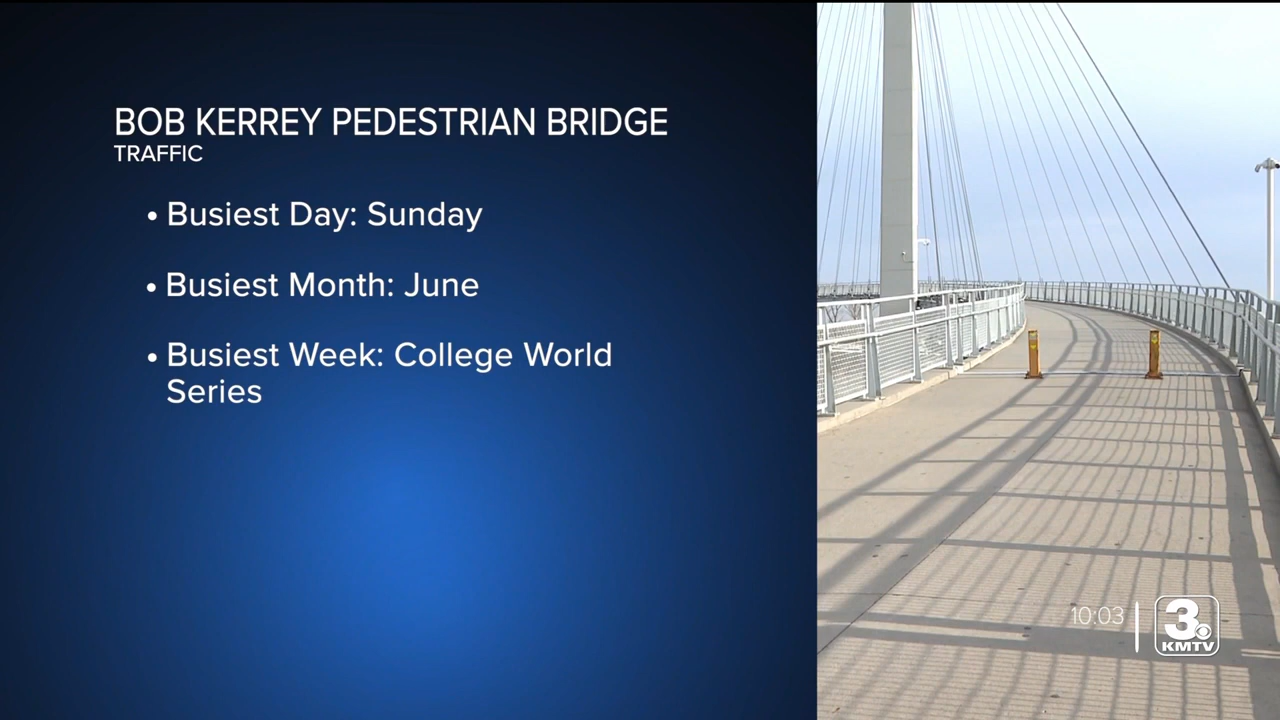 BOB KERREY PEDESTRIAN BRIDGE
TRAFFIC
• Busiest Day: Sunday
• Busiest Month: June
• Busiest Week: College World
Series
10:03
3
KMTV